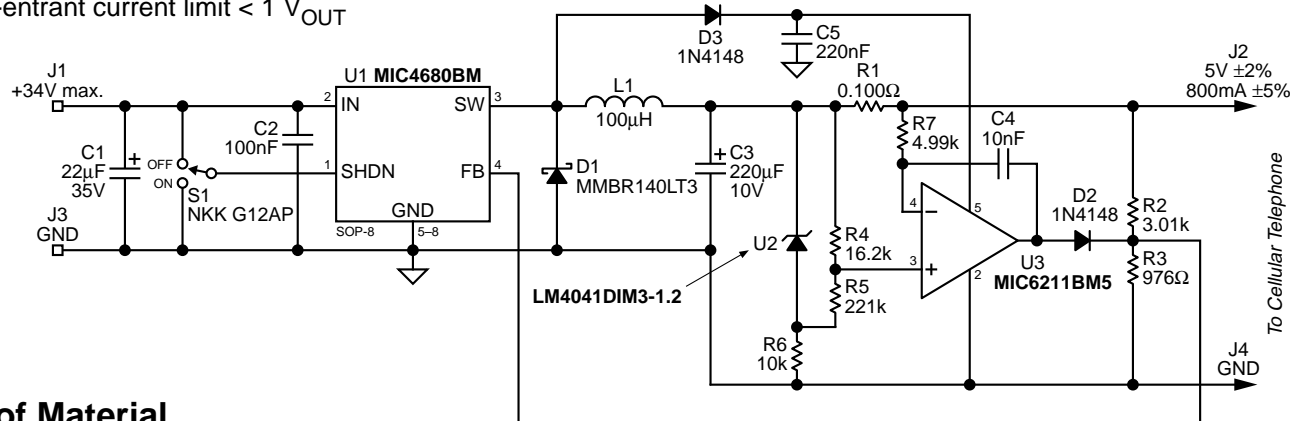 -entrant current limit < 1 VOUT
J1
+34V max.
C1
22µF
35V
J3
GND
OFF
ON
S1
NKK G12AP
C2
100nF
U1 MIC4680BM
2
IN
SW
3
1
SHDN
FB
4
GND
SOP-8
5–8
D3
1N4148
C5
220nF
L1
100µH
D1
MMBR140LT3
C3
220µF
10V
R1
0.100Ω
R7
4.99k
C4
10nF
J2
5V ±2%
800mA ±5%
U2
LM4041DIM3-1.2
R4
16.2k
R5
221k
R6
10k
4
–
5
3
+
2
U3
MIC6211BM5
D2
1N4148
R2
3.01k
R3
976Ω
To Cellular Telephone
J4
GND